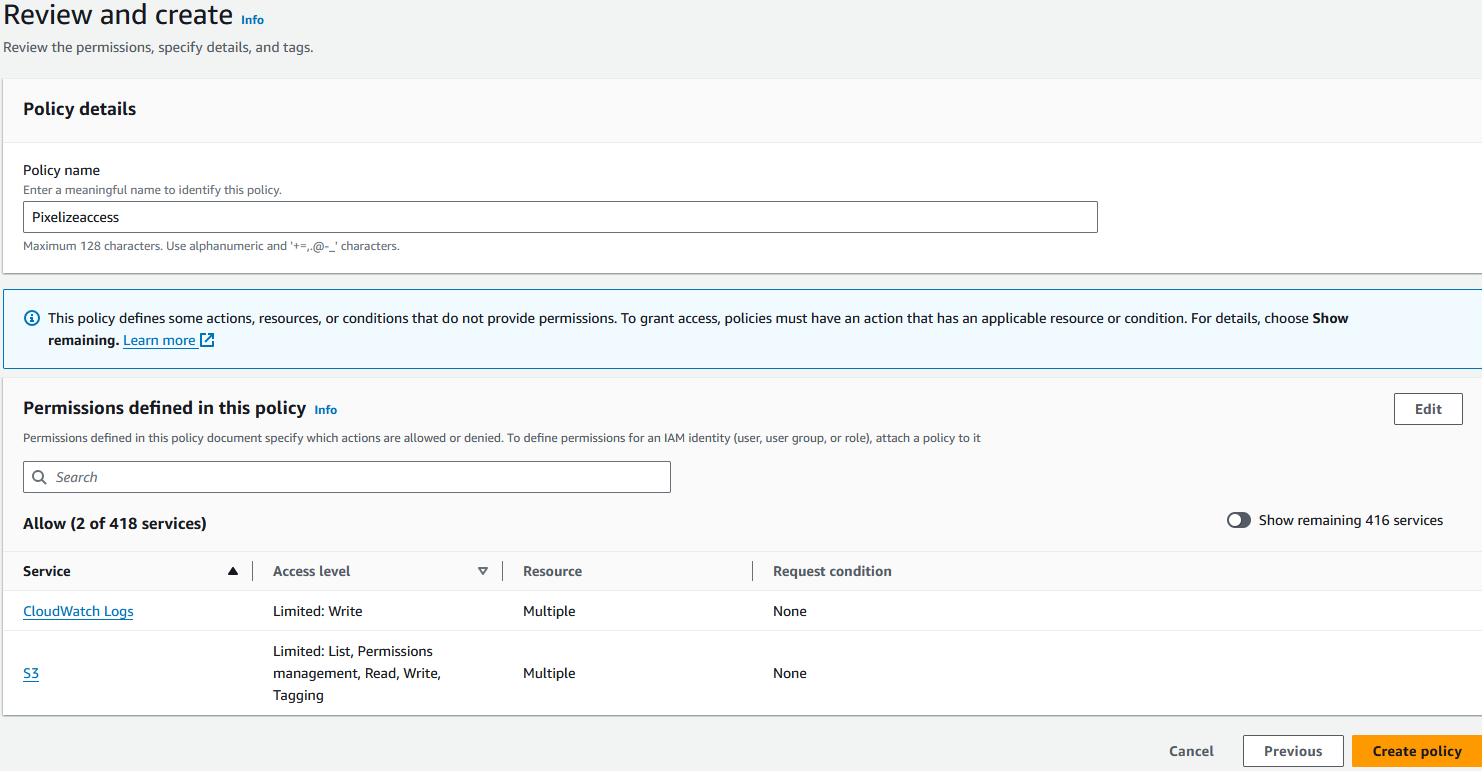 Review and create Info
Review the permissions, specify details, and tags.
Policy details
Policy name
Enter a meaningful name to identify this policy.
Pixelizeaccess
Maximum 128 characters. Use alphanumeric and '+=,.@-_' characters.
This policy defines some actions, resources, or conditions that do not provide permissions. To grant access, policies must have an action that has an applicable resource or condition. For details, choose Show
remaining. Learn more
Permissions defined in this policy Info
Edit
Permissions defined in this policy document specify which actions are allowed or denied. To define permissions for an IAM identity (user, user group, or role), attach a policy to it
Search
Allow (2 of 418 services)
Show remaining 416 services
Service Access level Resource Request condition
CloudWatch Logs Limited: Write Multiple None
Limited: List, Permissions
S3 management, Read, Write, Multiple None
Tagging
Cancel Previous Create policy